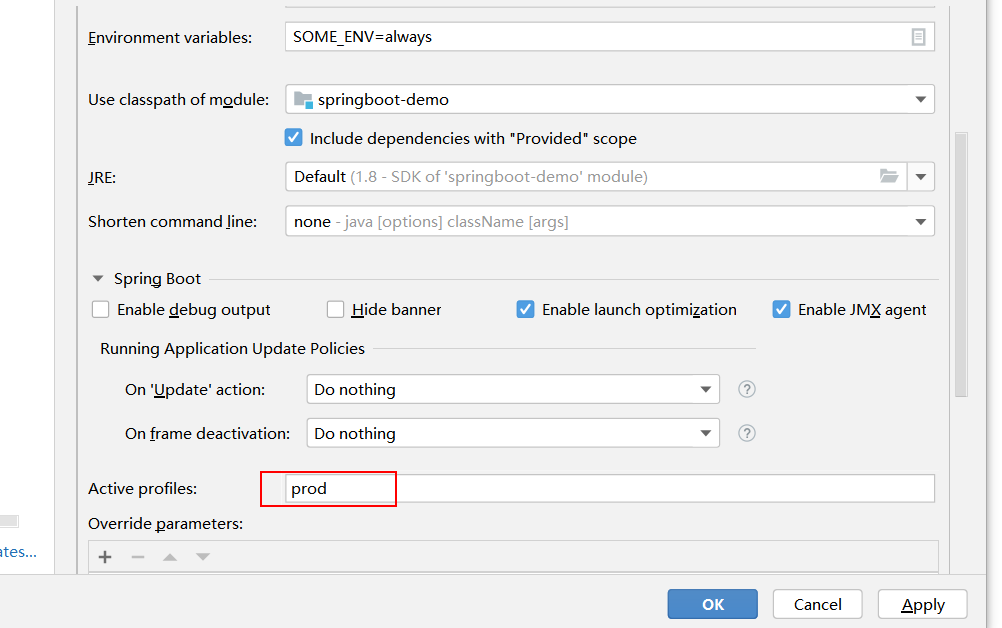 Environment variables: SOME_ENV=always
Use classpath of module: springboot-demo
Include dependencies with "Provided" scope
JRE: Default (1.8 - SDK of 'springboot-demo' module)
Shorten command line: none - java [options] className [args]
Spring Boot
Enable debug output Hide banner Enable launch optimization Enable JMX agent
Running Application Update Policies
On 'Update' action: Do nothing ?
On frame deactivation: Do nothing ?
Active profiles: prod
Override parameters:
ates...
OK Cancel Apply